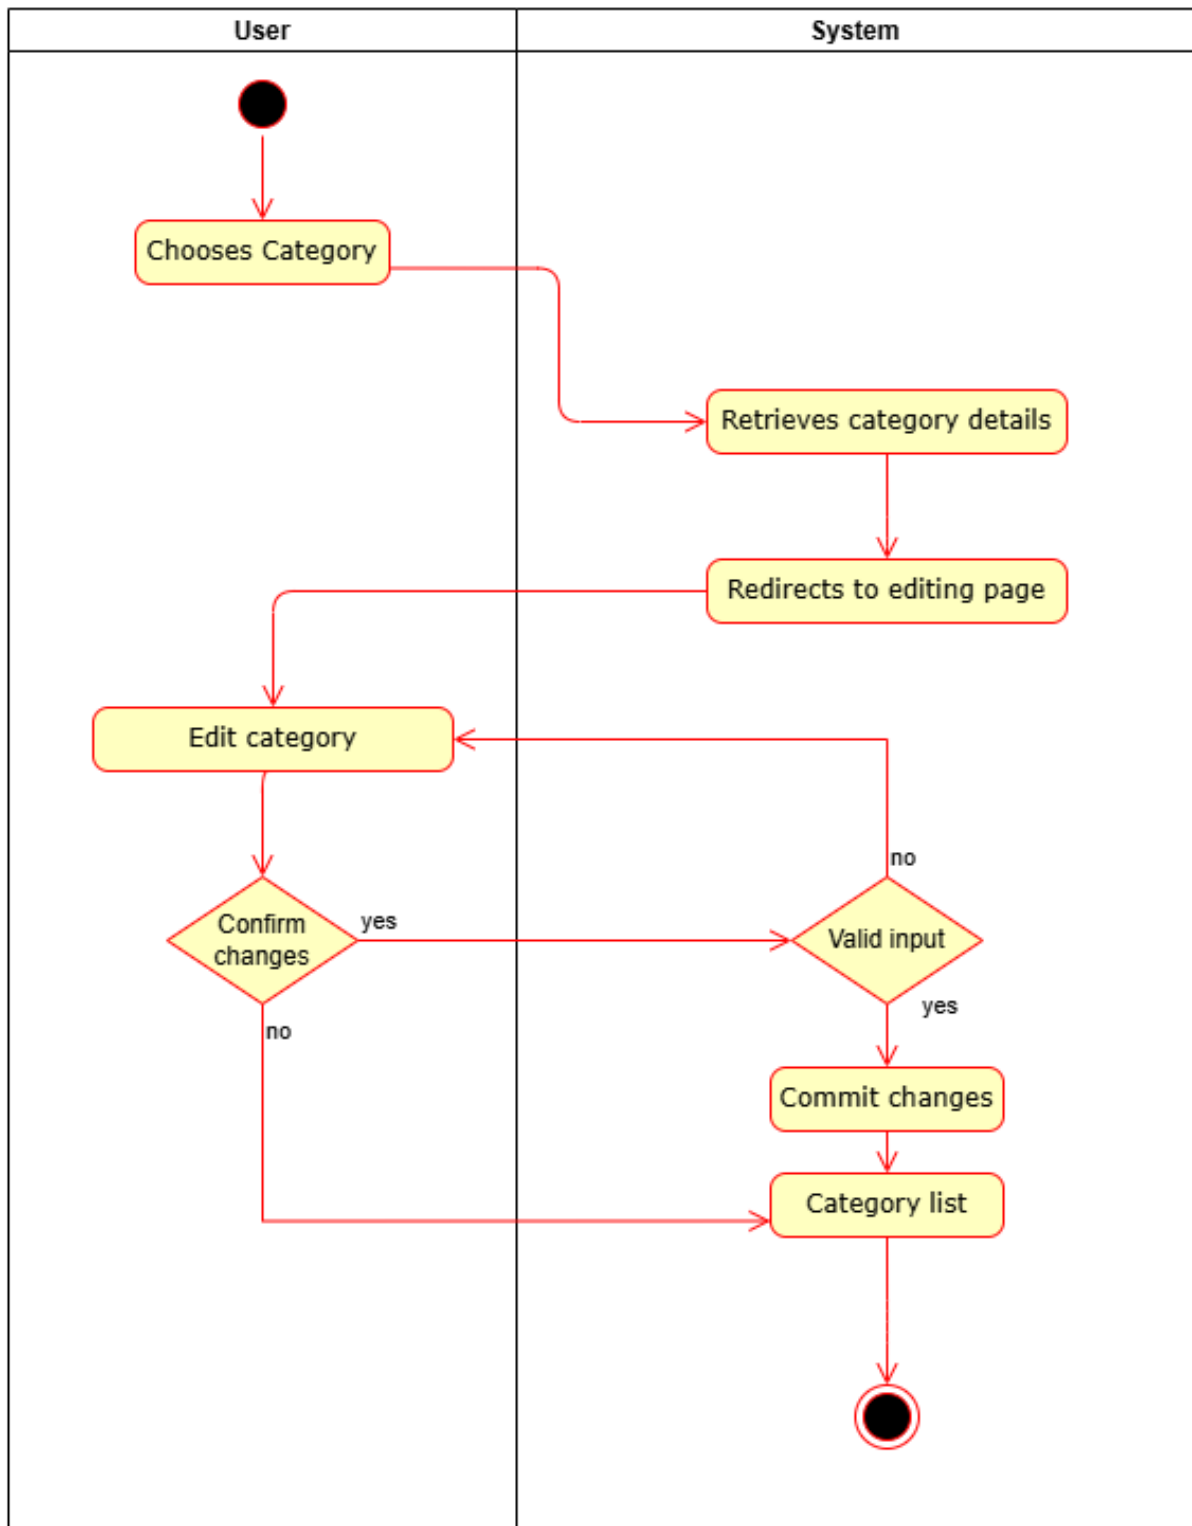 User
System
Chooses Category
Retrieves category details
Redirects to editing page
Edit category
no
Confirm
changes
yes
Valid input
no
yes
Commit changes
Category list